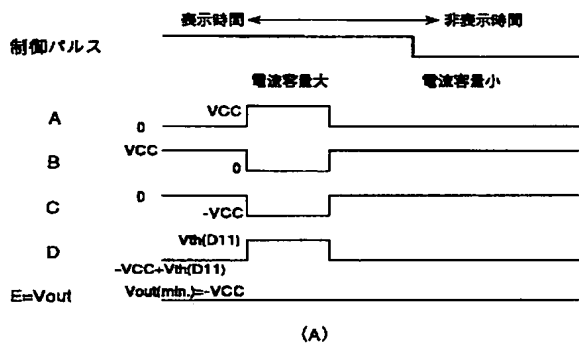 表示時間 非表示時間
制御パルス
電流容量大 電流容量小
A 0 VCC
B VCC 0
C 0 -VCC
D Vth(D11)
-VCC+Vth(D11)
E=Vout Vout(min.)=-VCC
(A)